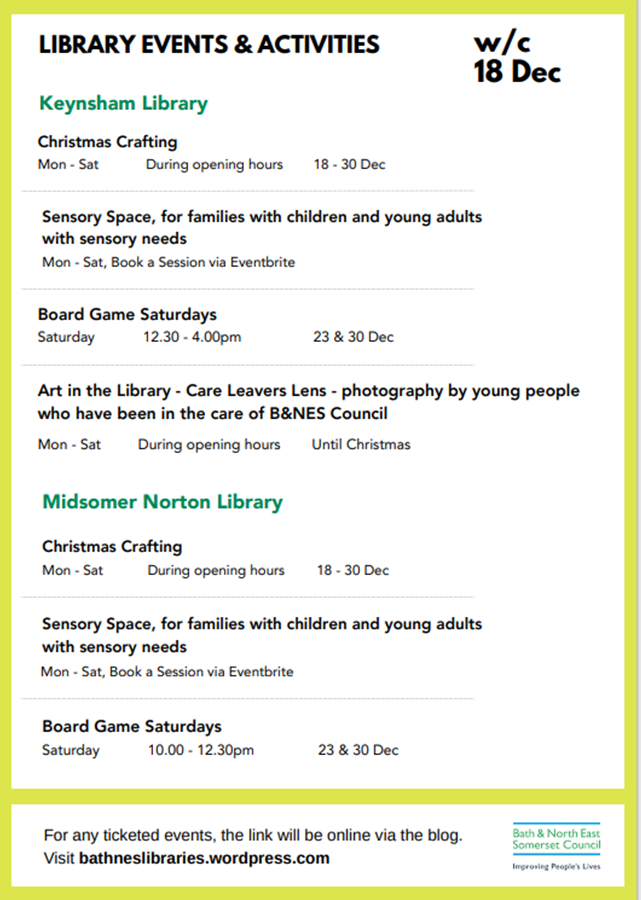 LIBRARY EVENTS & ACTIVITIES
w/c
18 Dec
Keynsham Library
Christmas Crafting
Mon - Sat During opening hours 18 - 30 Dec
Sensory Space, for families with children and young adults
with sensory needs
Mon - Sat, Book a Session via Eventbrite
Board Game Saturdays
Saturday 12.30 - 4.00pm 23 & 30 Dec
Art in the Library - Care Leavers Lens - photography by young people
who have been in the care of B&NES Council
Mon - Sat During opening hours Until Christmas
Midsomer Norton Library
Christmas Crafting
Mon - Sat During opening hours 18 - 30 Dec
Sensory Space, for families with children and young adults
with sensory needs
Mon - Sat, Book a Session via Eventbrite
Board Game Saturdays
Saturday 10.00 - 12.30pm 23 & 30 Dec
For any ticketed events, the link will be online via the blog.
Visit bathneslibraries.wordpress.com
Bath & North East
Somerset Council
Improving People's Lives